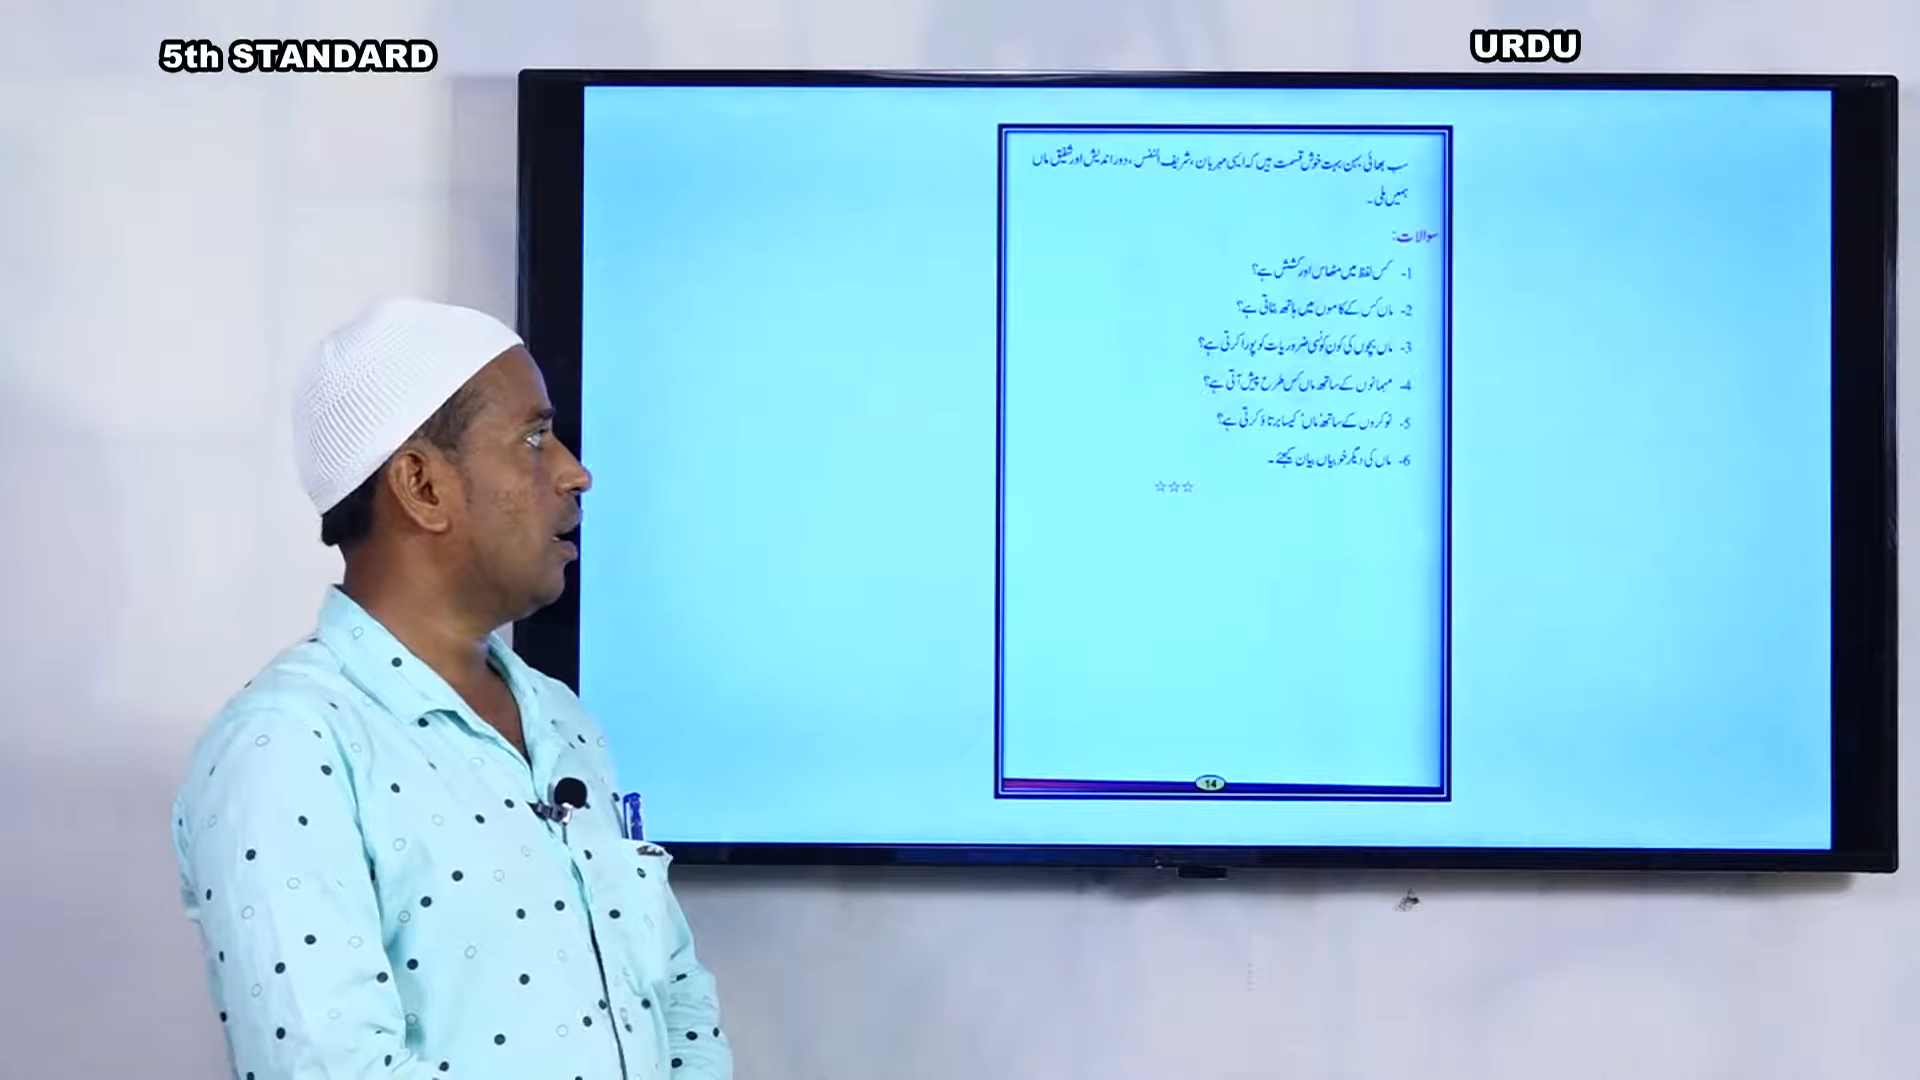 5th STANDARD
URDU
سب بھائی بہن بہت خوش قسمت ہیں کہ ایسی مہربان ، شریف النفس ، دور اندیش اور شفیق ماں
ہمیں ملی ۔
سوالات:
1- کس لفظ میں مٹھاس اور کشش ہے؟
2- ماں کس کے کاموں میں ہاتھ بٹاتی ہے؟
3- ماں بچوں کی کون کونسی ضروریات کو پورا کرتی ہے؟
4- مہمانوں کے ساتھ ماں کس طرح پیش آتی ہے؟
5- نوکروں کے ساتھ 'ماں' کیسا برتاؤ کرتی ہے؟
6- ماں کی دیگر خوبیاں بیان کیجئے ۔
☆☆☆
14